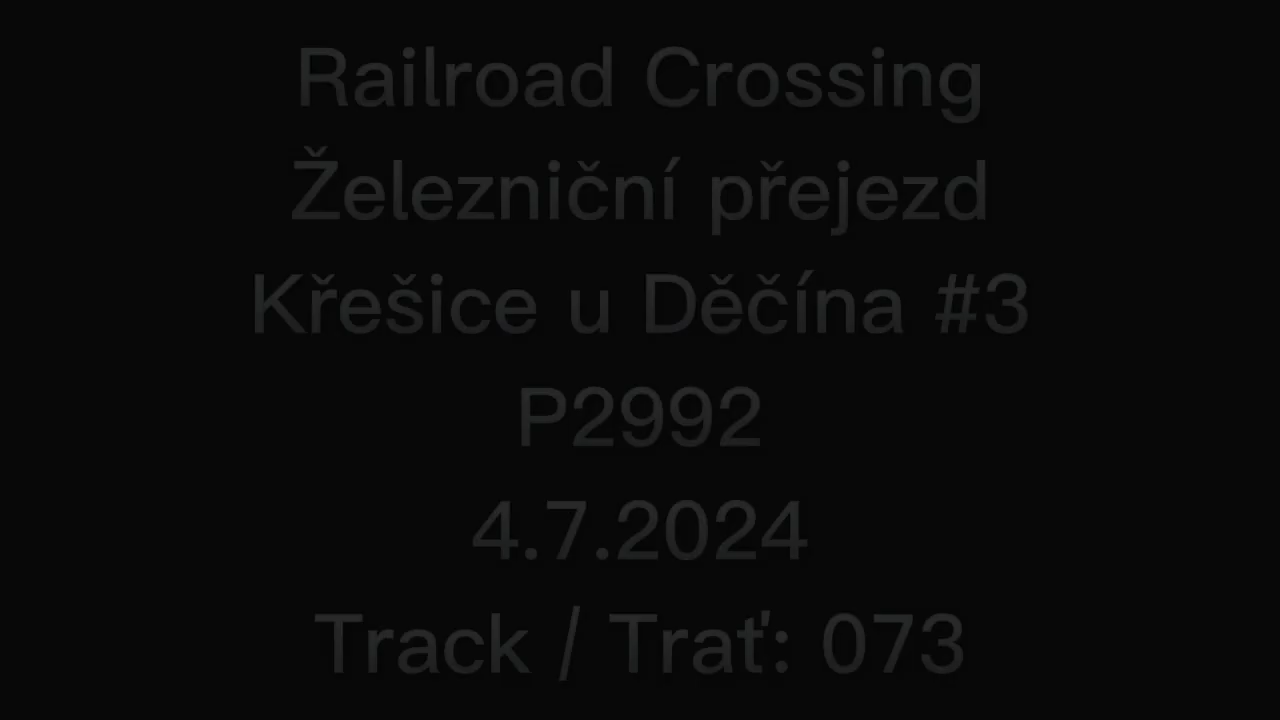 Railroad Crossing
Železniční přejezd
Křešice u Děčína #3
P2992
4.7.2024
Track / Trať: 073